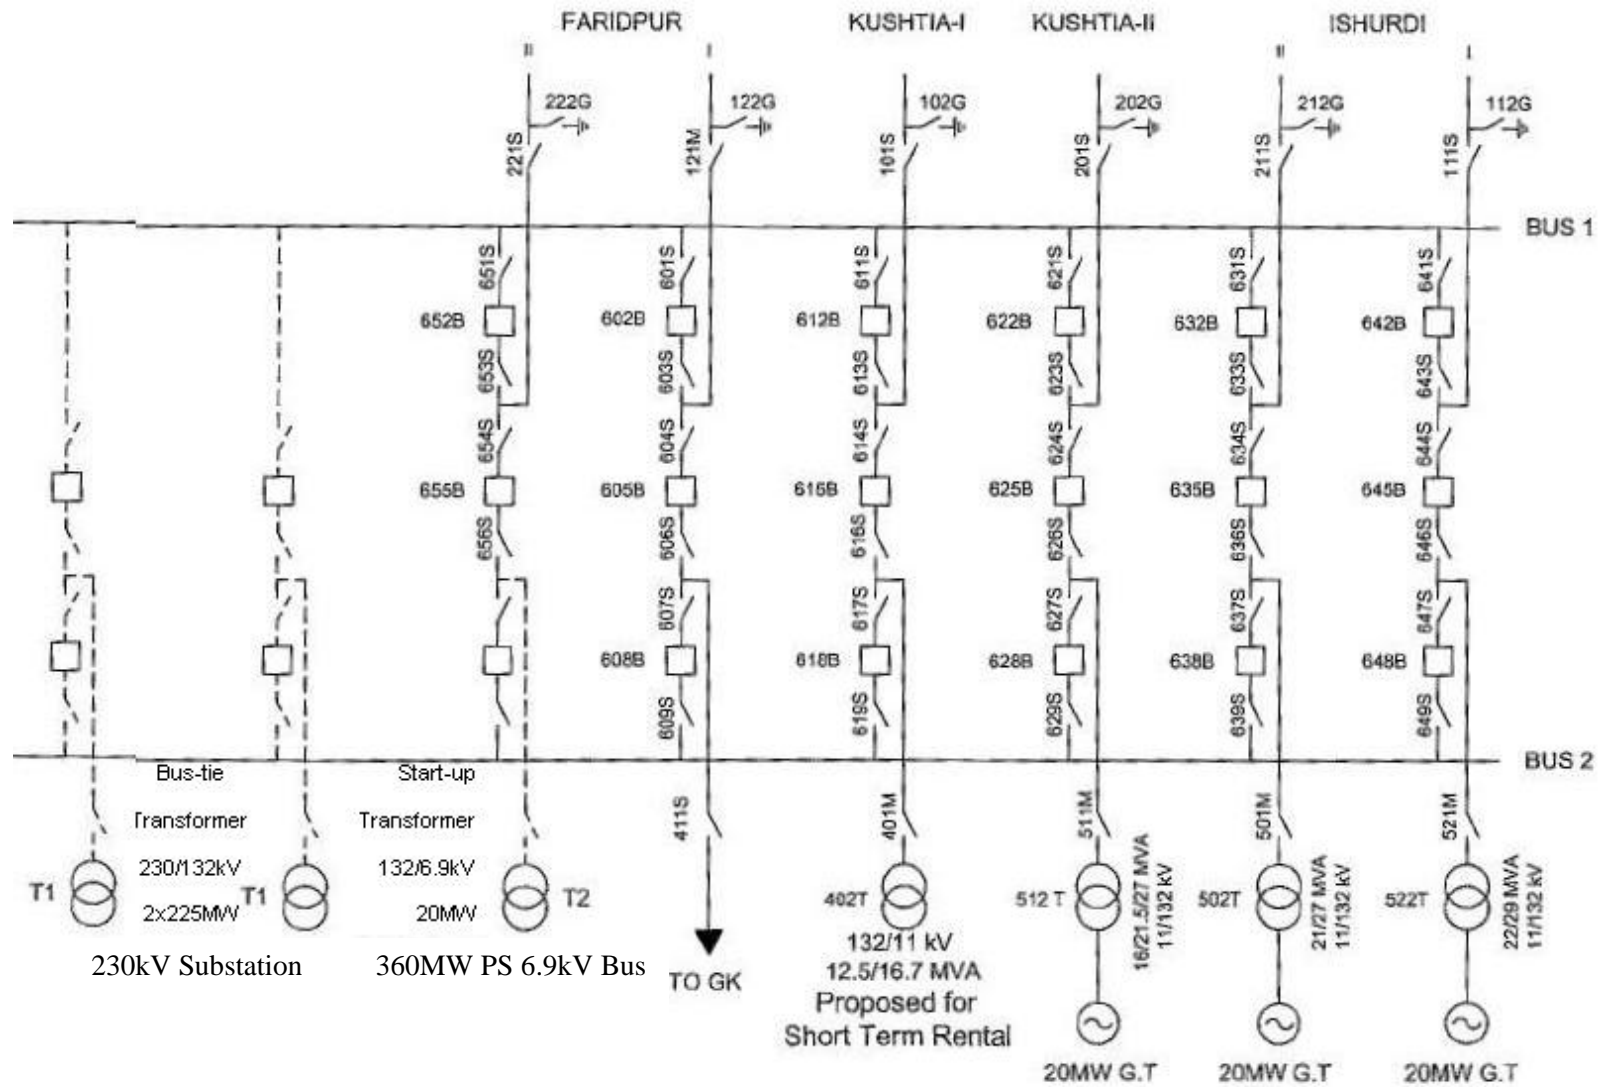 FARIDPUR KUSHTIA-I KUSHTIA-II ISHURDI
II I II I
222G 122G 102G 202G 212G 112G
221S 121M 101S 201S 211S 111S
BUS 1
651S 601S 611S 621S 631S 641S
652B 602B 612B 622B 632B 642B
653S 603S 613S 623S 633S 643S
654S 604S 614S 624S 634S 644S
655B 605B 615B 625B 635B 645B
656S 606S 616S 626S 636S 646S
607S 617S 627S 637S 647S
608B 618B 628B 638B 648B
609S 619S 629S 639S 649S
BUS 2
Bus-tie Start-up
411S 401M 511M 501M 521M
Transformer Transformer
230/132kV 132/6.9kV
T1 T1 T2 402T 512 T 502T 522T
2x225MW 20MW
16/21.5/27 MVA
11/132 kV
21/27 MVA
11/132 kV
22/29 MVA
11/132 kV
230kV Substation 360MW PS 6.9kV Bus
TO GK
132/11 kV
12.5/16.7 MVA
Proposed for
Short Term Rental
20MW G.T 20MW G.T 20MW G.T